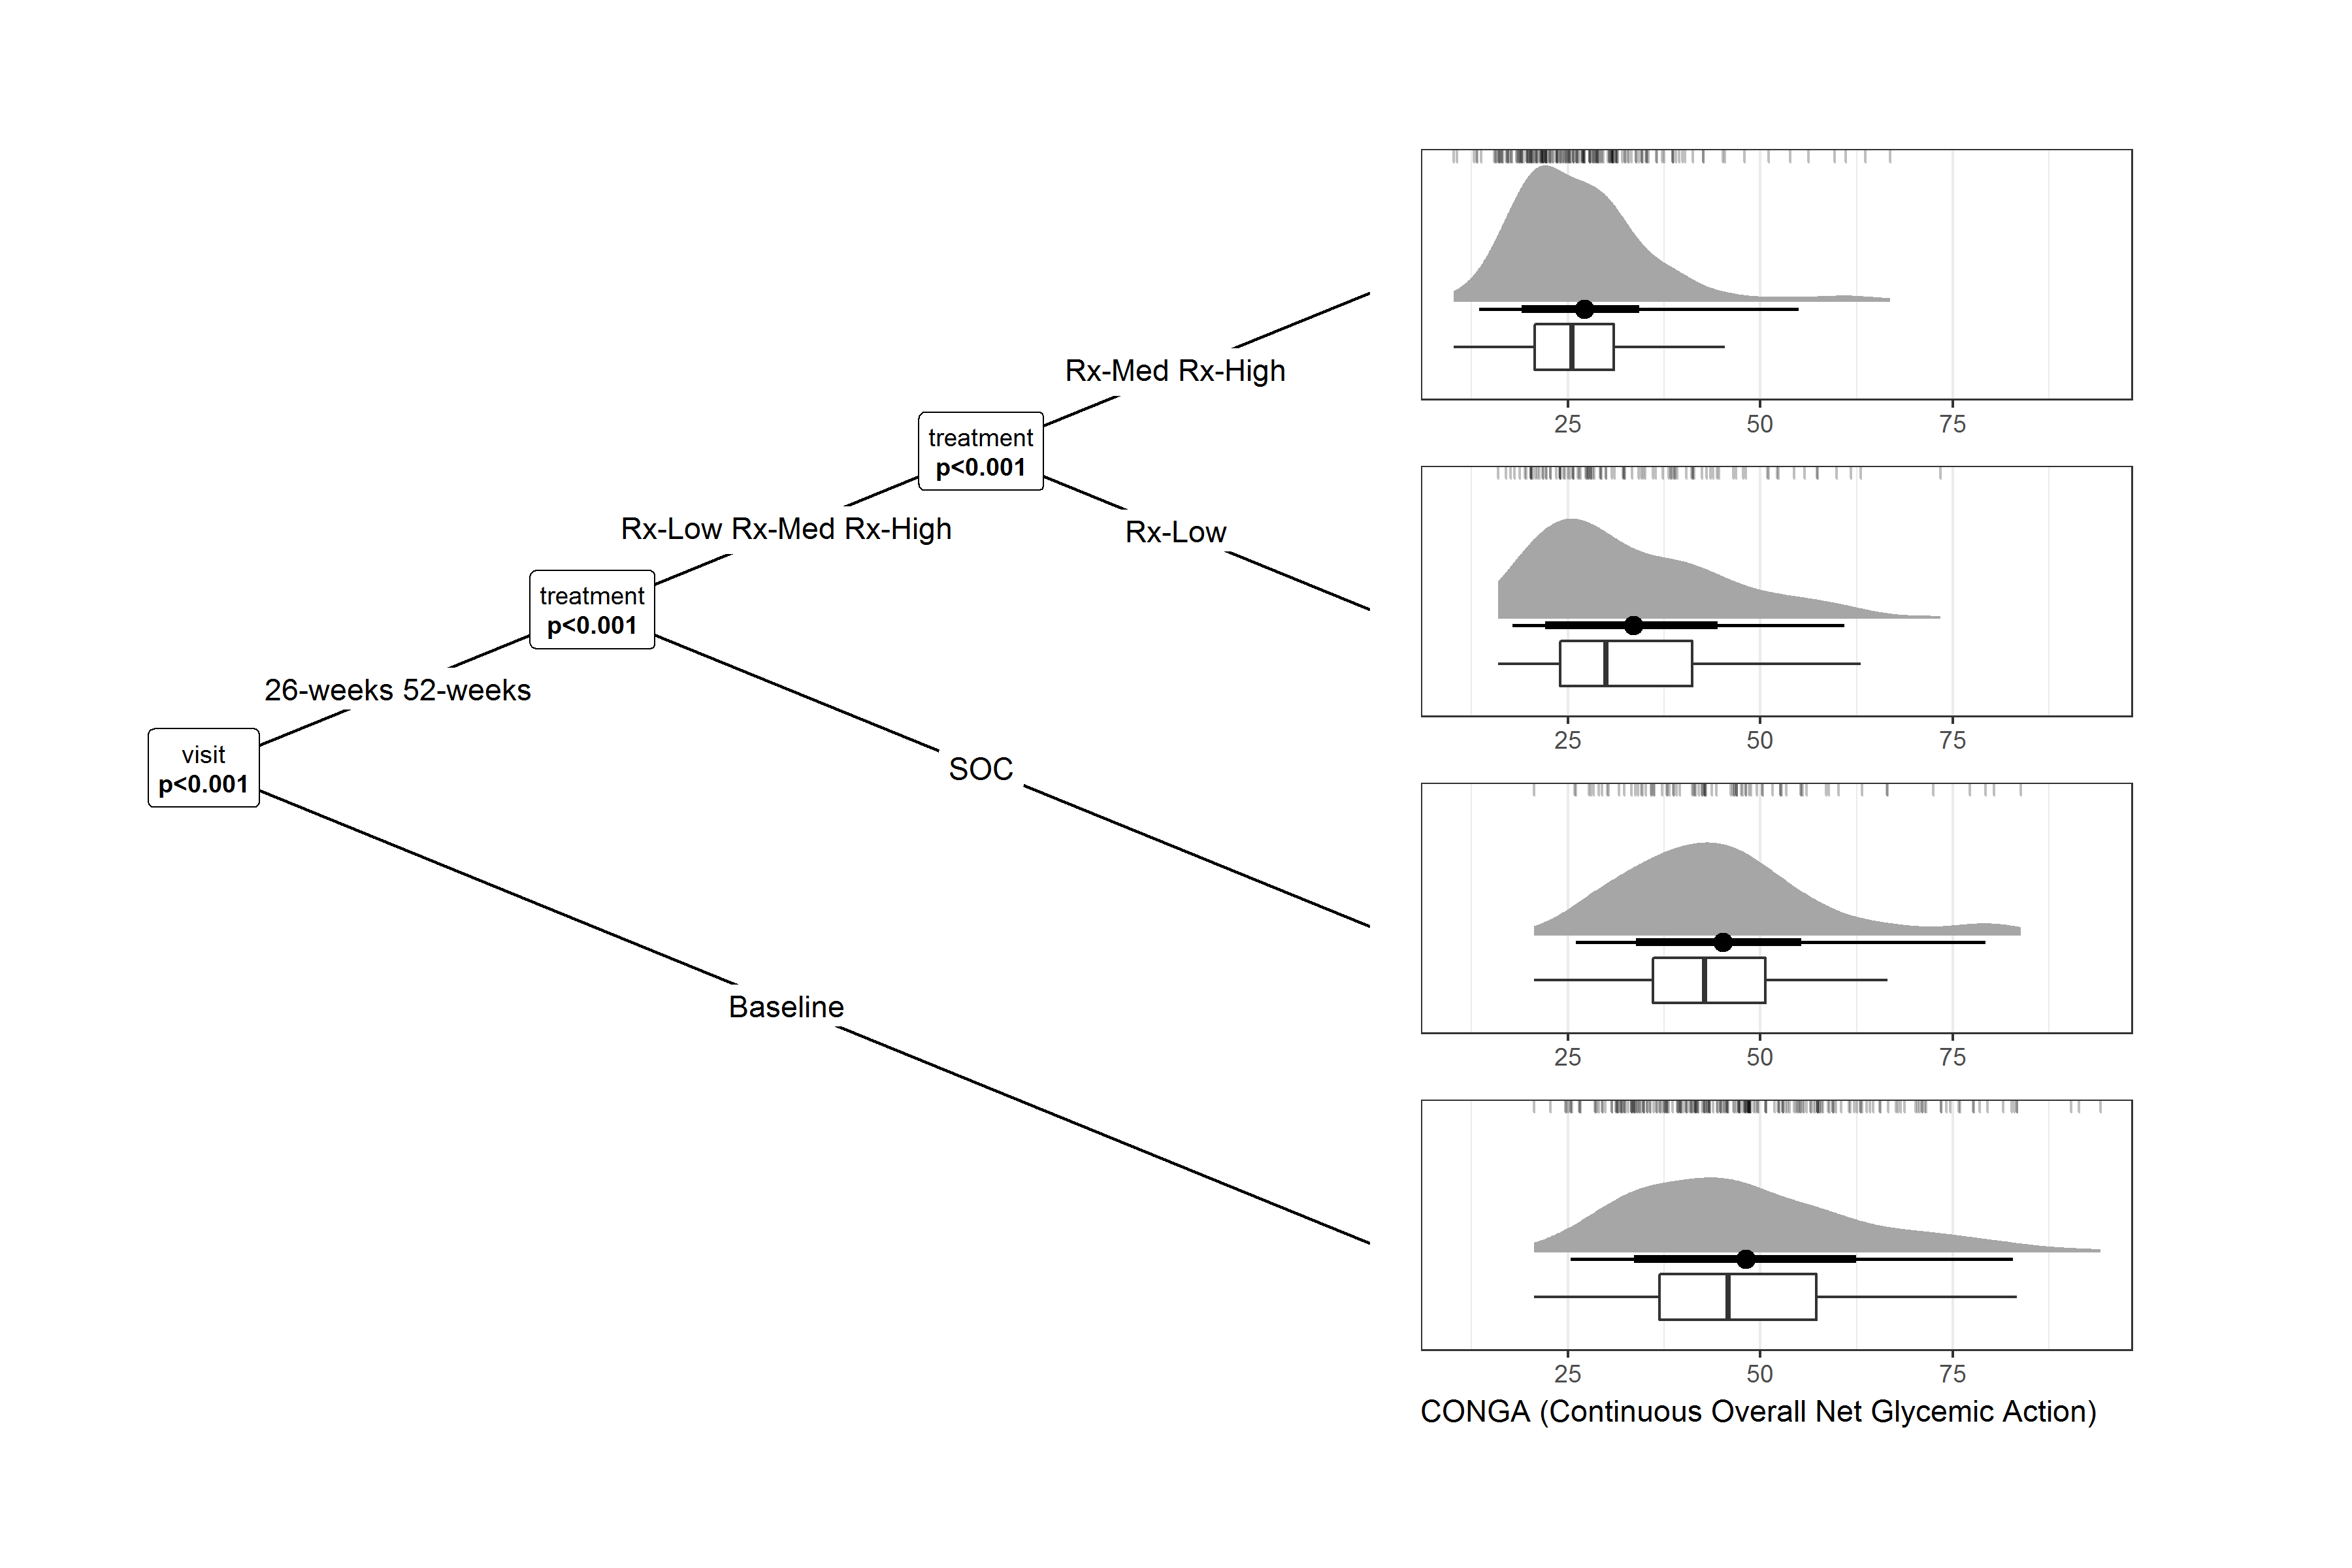 25 50 75
Rx-Med Rx-High
treatment
p<0.001
Rx-Low Rx-Med Rx-High
Rx-Low
25 50 75
treatment
p<0.001
26-weeks 52-weeks
visit
p<0.001
SOC
25 50 75
Baseline
25 50 75
CONGA (Continuous Overall Net Glycemic Action)